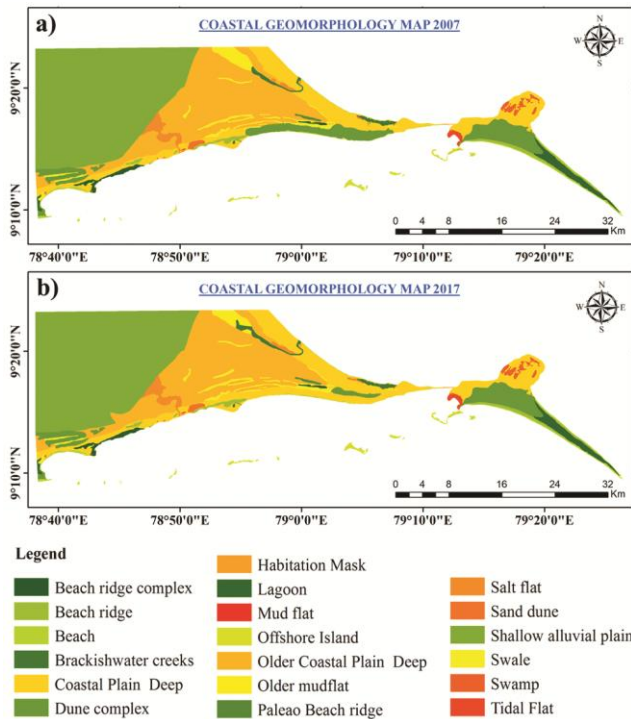 a)
COASTAL GEOMORPHOLOGY MAP 2007
N
W E
S
9°20'0"N
9°10'0"N
0 4 8 16 24 32
Km
78°40'0"E 78°50'0"E 79°0'0"E 79°10'0"E 79°20'0"E
b)
COASTAL GEOMORPHOLOGY MAP 2017
N
W E
S
9°20'0"N
9°10'0"N
0 2 4 8 16 24 32
Km
78°40'0"E 78°50'0"E 79°0'0"E 79°10'0"E 79°20'0"E
Legend
Beach ridge complex
Beach ridge
Beach
Brackishwater creeks
Coastal Plain Deep
Dune complex
Habitation Mask
Lagoon
Mud flat
Offshore Island
Older Coastal Plain Deep
Older mudflat
Paleao Beach ridge
Salt flat
Sand dune
Shallow alluvial plain
Swale
Swamp
Tidal Flat